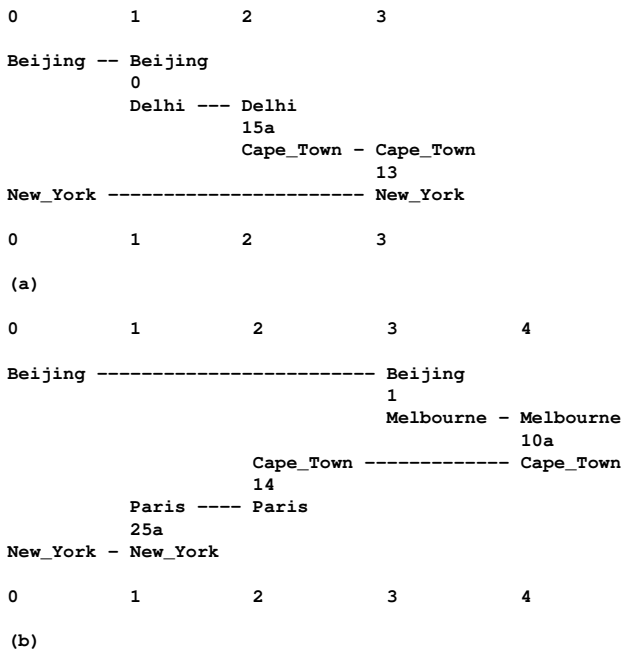 0 1 2 3
Beijing -- Beijing
0
Delhi --- Delhi
15a
Cape_Town - Cape_Town
13
New_York ----------------------- New_York
0 1 2 3
(a)
0 1 2 3 4
Beijing ------------------------- Beijing
1
Melbourne - Melbourne
10a
Cape_Town ------------- Cape_Town
14
Paris ---- Paris
25a
New_York - New_York
0 1 2 3 4
(b)